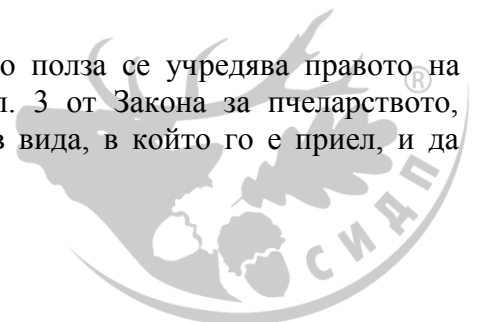 о полза се учредява правото на
л. 3 от Закона за пчеларството,
в вида, в който го е приел, и да
®
СИДП